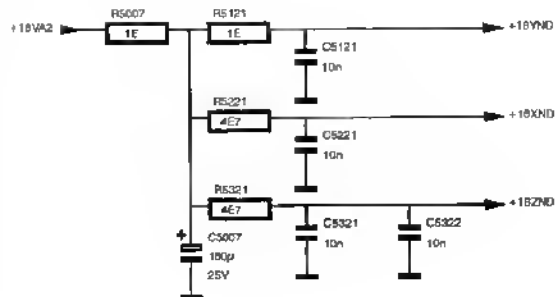 R5007
R5121
+18VA2
1E
1E
+18YND
C5121
10n
R5221
4E7
+18XND
C5221
10n
R5321
4E7
+18ZND
+
C5007
150µ
25V
C5321
10n
C5322
10n